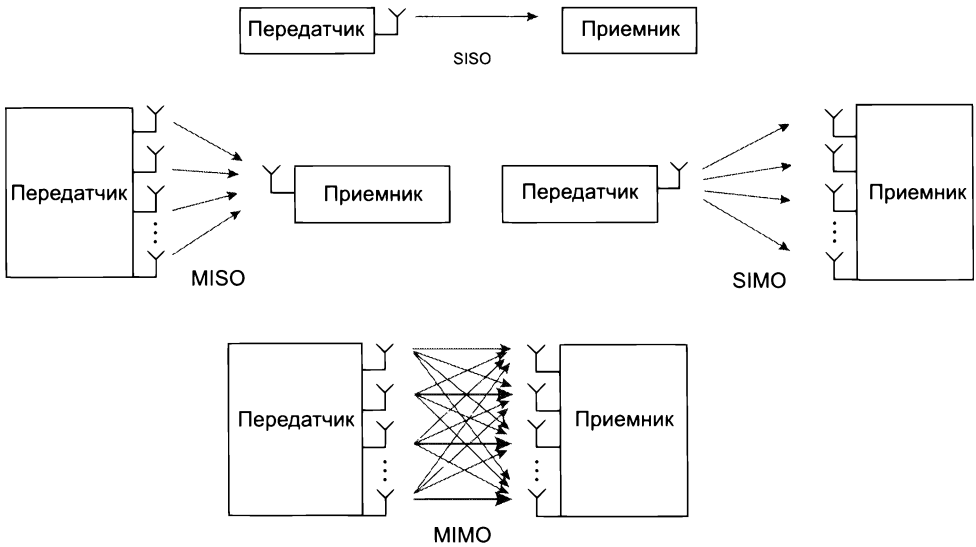 Передатчик
Приемник
SISO
Передатчик
Приемник
MISO
Передатчик
Приемник
SIMO
Передатчик
Приемник
MIMO